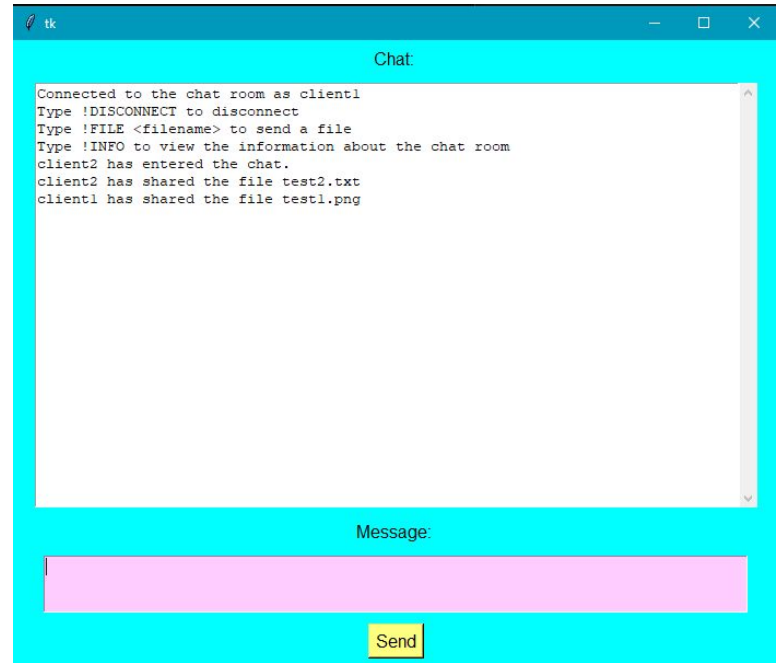 tk
Chat:
Connected to the chat room as client1
Type !DISCONNECT to disconnect
Type !FILE <filename> to send a file
Type !INFO to view the information about the chat room
client2 has entered the chat.
client2 has shared the file test2.txt
client1 has shared the file test1.png
Message:
Send